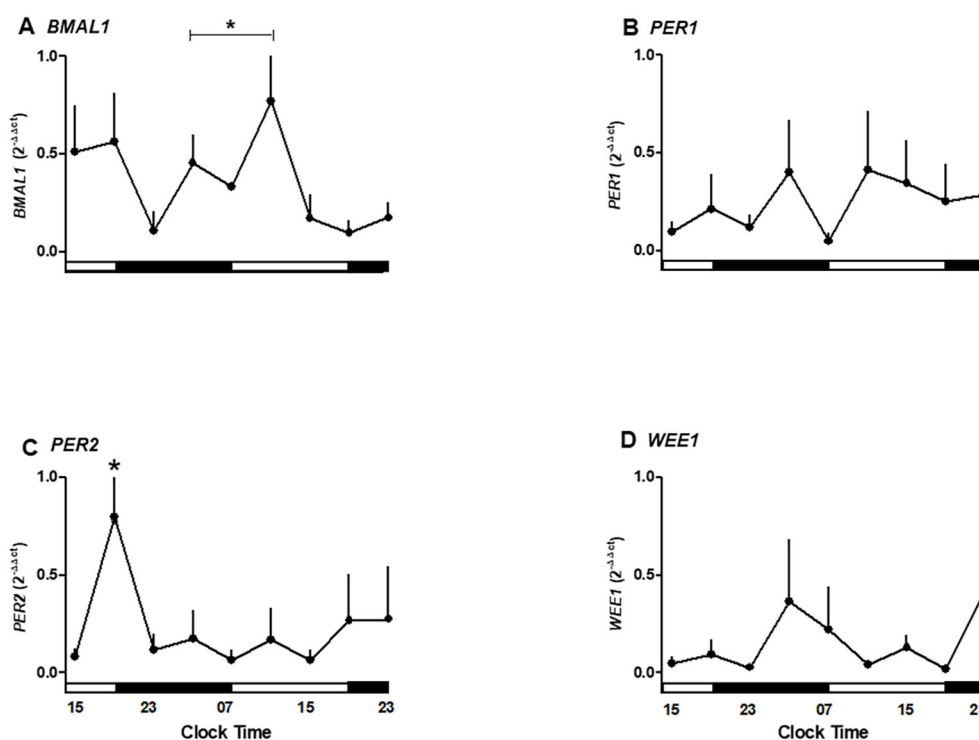 A BMAL1
*
1.0
0.5
0.0
BMAL1 (2-ΔΔct)
B PER1
1.0
0.5
0.0
PER1 (2-ΔΔct)
C PER2
*
1.0
0.5
0.0
PER2 (2-ΔΔct)
15 23 07 15 23
Clock Time
D WEE1
1.0
0.5
0.0
WEE1 (2-ΔΔct)
15 23 07 15 2
Clock Time